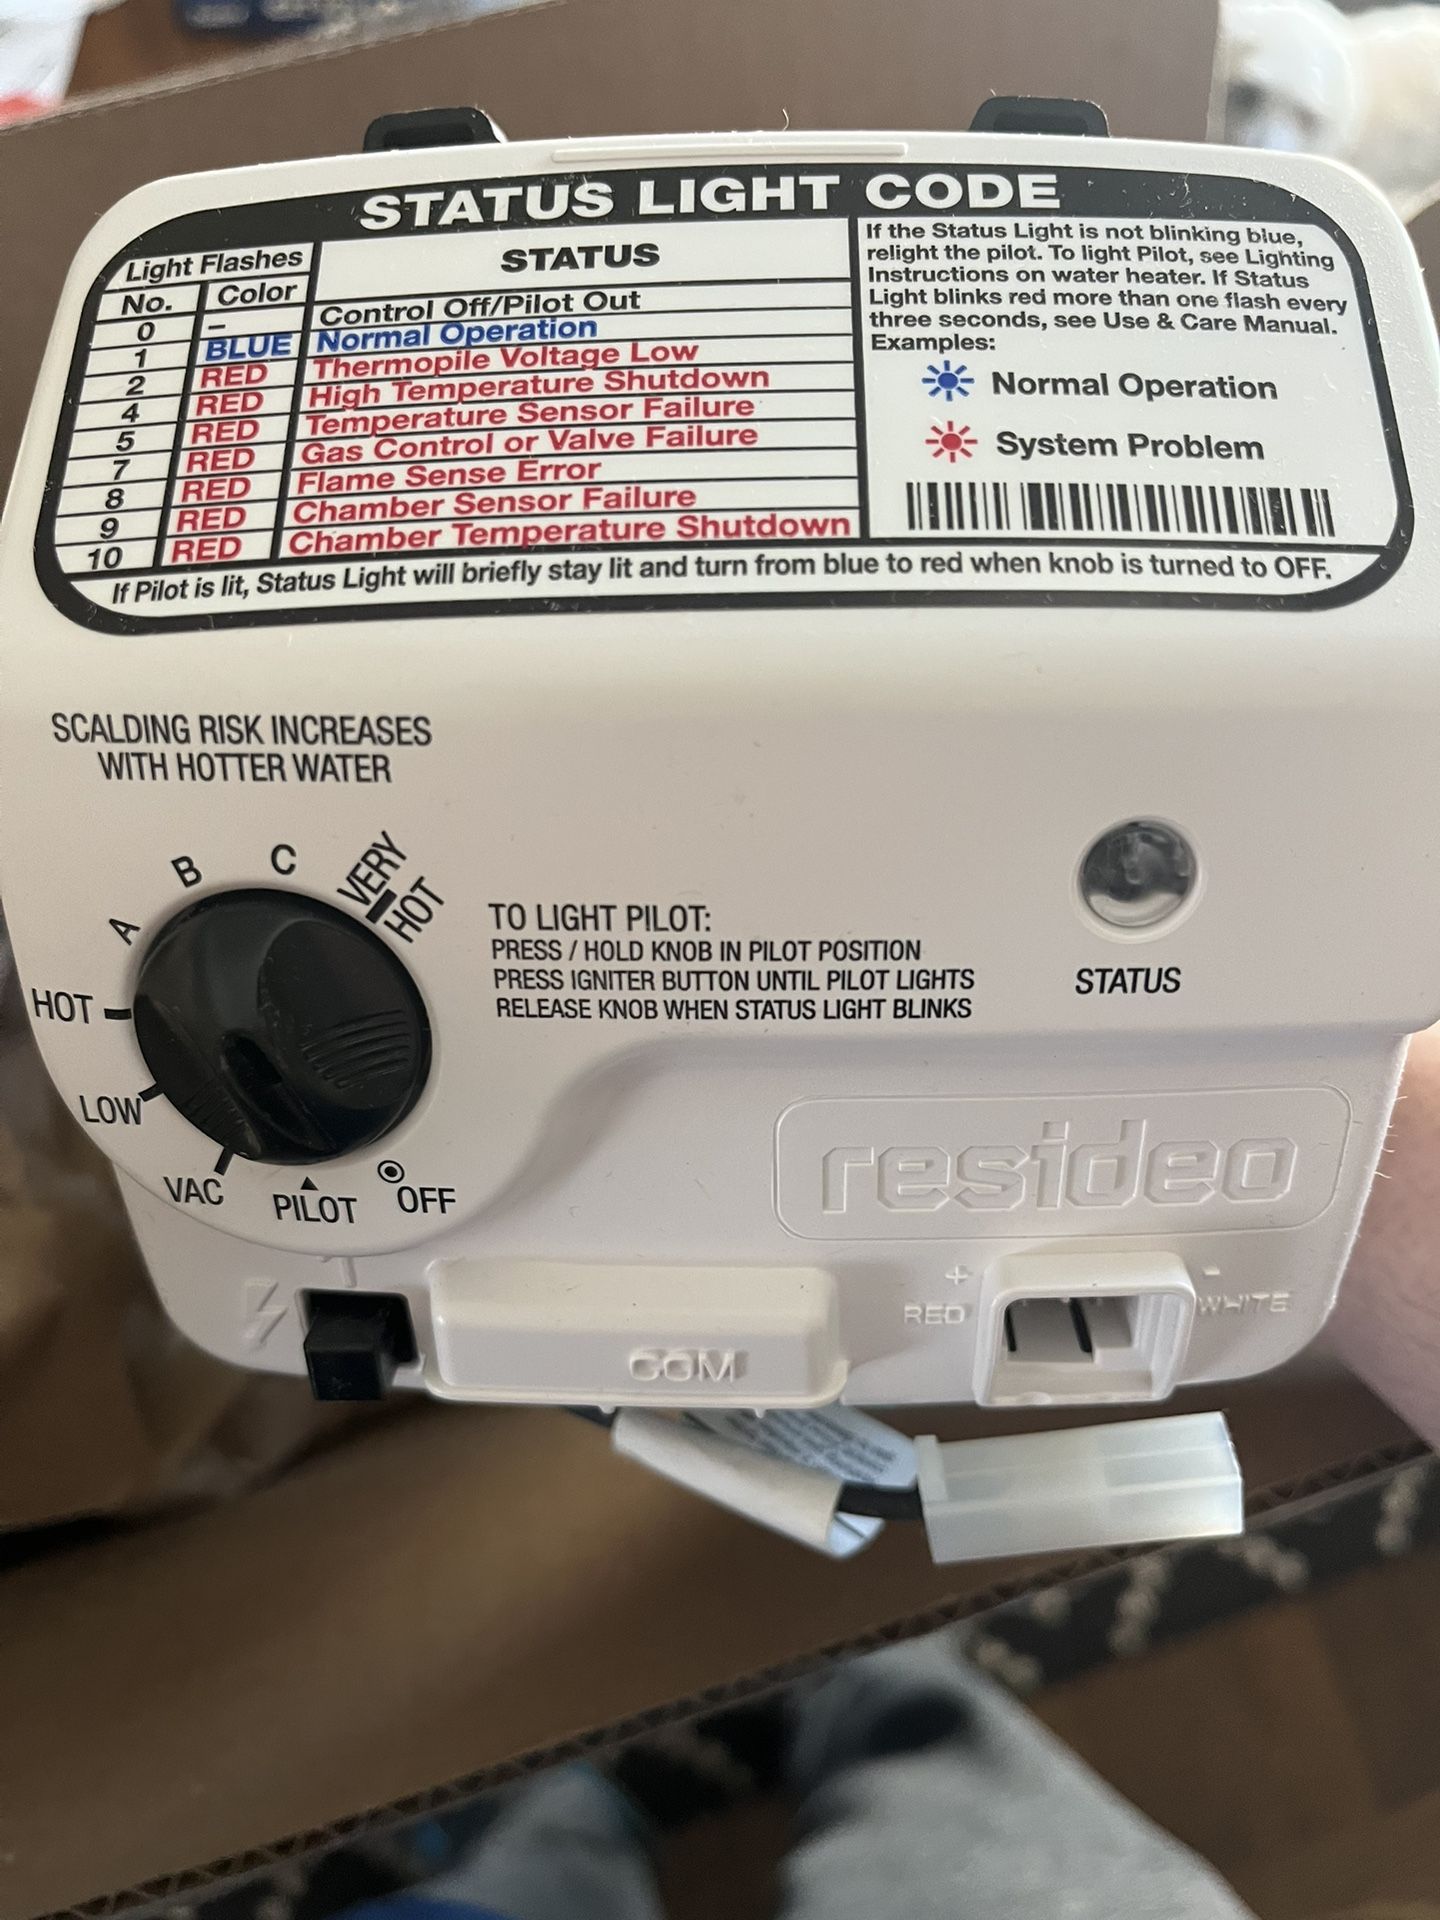 STATUS LIGHT CODE
Light Flashes
No. Color STATUS
0 – Control Off/Pilot Out
1 BLUE Normal Operation
2 RED Thermopile Voltage Low
4 RED High Temperature Shutdown
5 RED Temperature Sensor Failure
7 RED Gas Control or Valve Failure
8 RED Flame Sense Error
9 RED Chamber Sensor Failure
10 RED Chamber Temperature Shutdown
If the Status Light is not blinking blue,
relight the pilot. To light Pilot, see Lighting
Instructions on water heater. If Status
Light blinks red more than one flash every
three seconds, see Use & Care Manual.
Examples:
Normal Operation
System Problem
If Pilot is lit, Status Light will briefly stay lit and turn from blue to red when knob is turned to OFF.
SCALDING RISK INCREASES
WITH HOTTER WATER
A
B
C
VERY
HOT
HOT
LOW
VAC
PILOT
OFF
TO LIGHT PILOT:
PRESS / HOLD KNOB IN PILOT POSITION
PRESS IGNITER BUTTON UNTIL PILOT LIGHTS
RELEASE KNOB WHEN STATUS LIGHT BLINKS
STATUS
resideo
COM
+
RED
-
WHITE